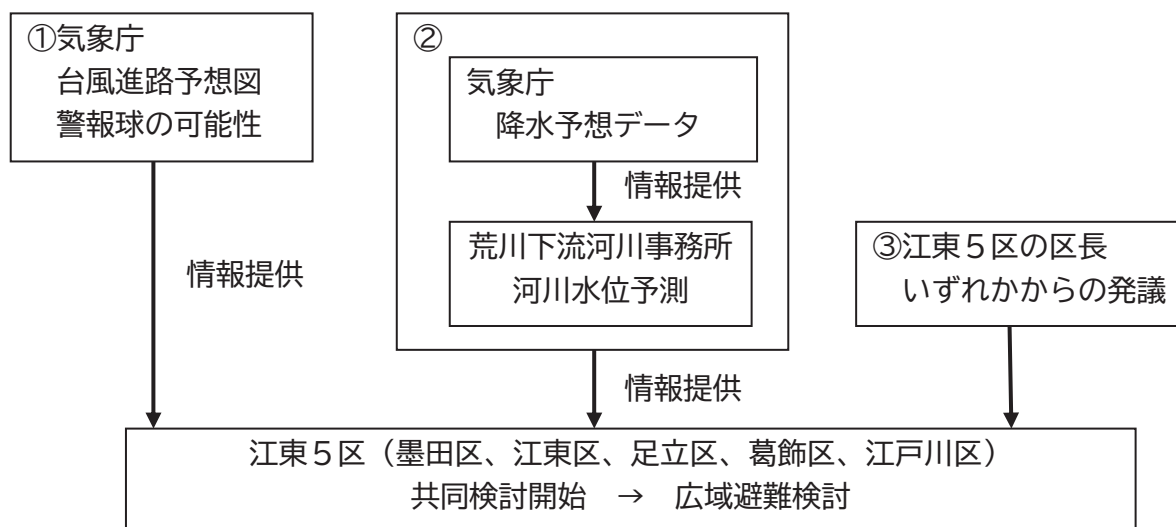 ①気象庁
台風進路予想図
警報球の可能性
情報提供
②
気象庁
降水予想データ
情報提供
荒川下流河川事務所
河川水位予測
情報提供
③江東５区の区長
いずれかからの発議
江東５区（墨田区、江東区、足立区、葛飾区、江戸川区）
共同検討開始　→　広域避難検討